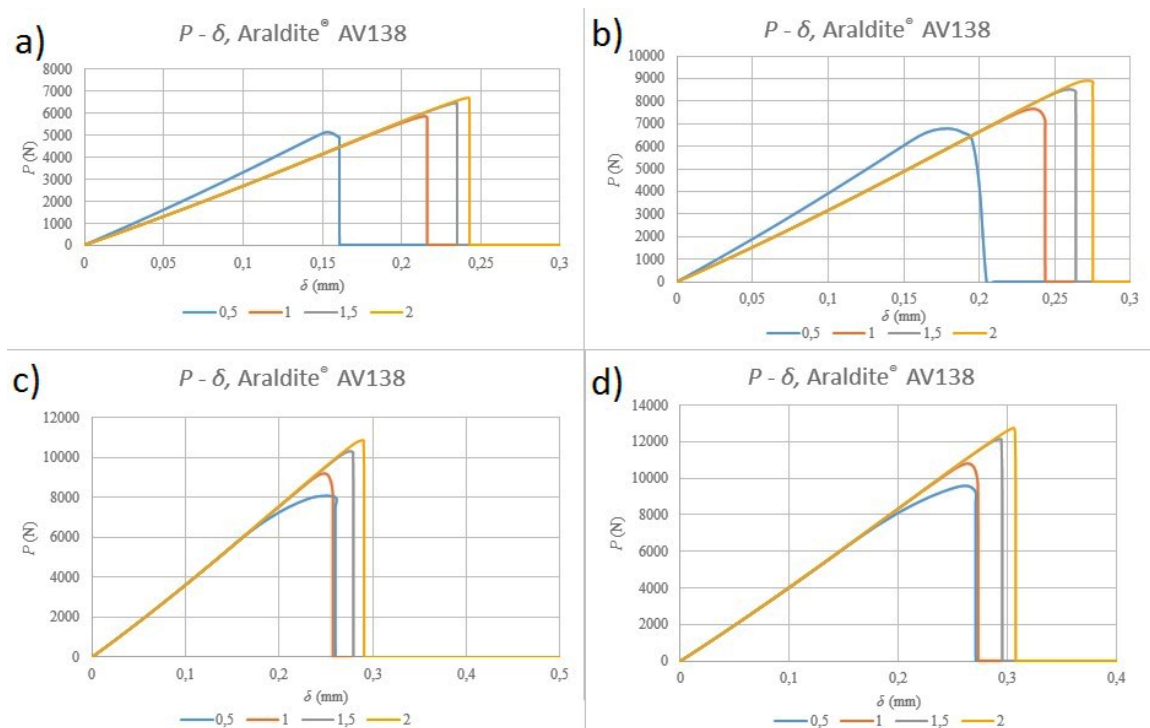 a)
P - δ, Araldite® AV138
8000
7000
6000
5000
4000
3000
2000
1000
0
P (N)
0 0,05 0,1 0,15 0,2 0,25 0,3
δ (mm)
0,5 1 1,5 2
b)
P - δ, Araldite® AV138
10000
9000
8000
7000
6000
5000
4000
3000
2000
1000
0
P (N)
0 0,05 0,1 0,15 0,2 0,25 0,3
δ (mm)
0,5 1 1,5 2
c)
P - δ, Araldite® AV138
12000
10000
8000
6000
4000
2000
0
P (N)
0 0,1 0,2 0,3 0,4 0,5
δ (mm)
0,5 1 1,5 2
d)
P - δ, Araldite® AV138
14000
12000
10000
8000
6000
4000
2000
0
P (N)
0 0,1 0,2 0,3 0,4
δ (mm)
0,5 1 1,5 2